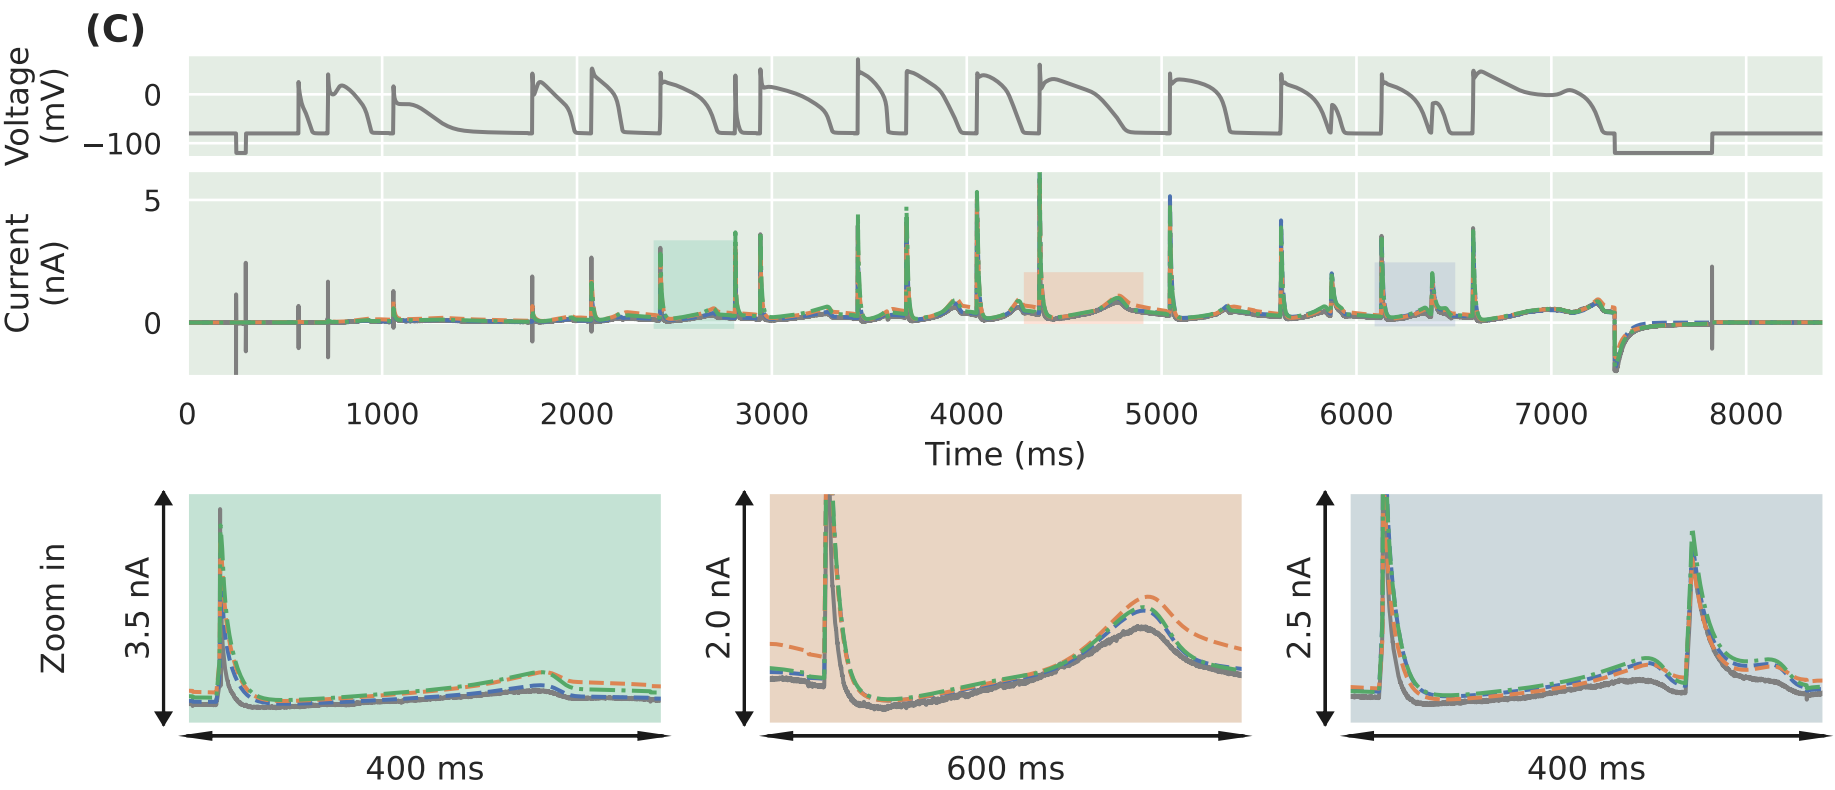 (C)
Voltage
(mV)
0
−100
Current
(nA)
5
0
0 1000 2000 3000 4000 5000 6000 7000 8000
Time (ms)
Zoom in
3.5 nA
400 ms
2.0 nA
600 ms
2.5 nA
400 ms